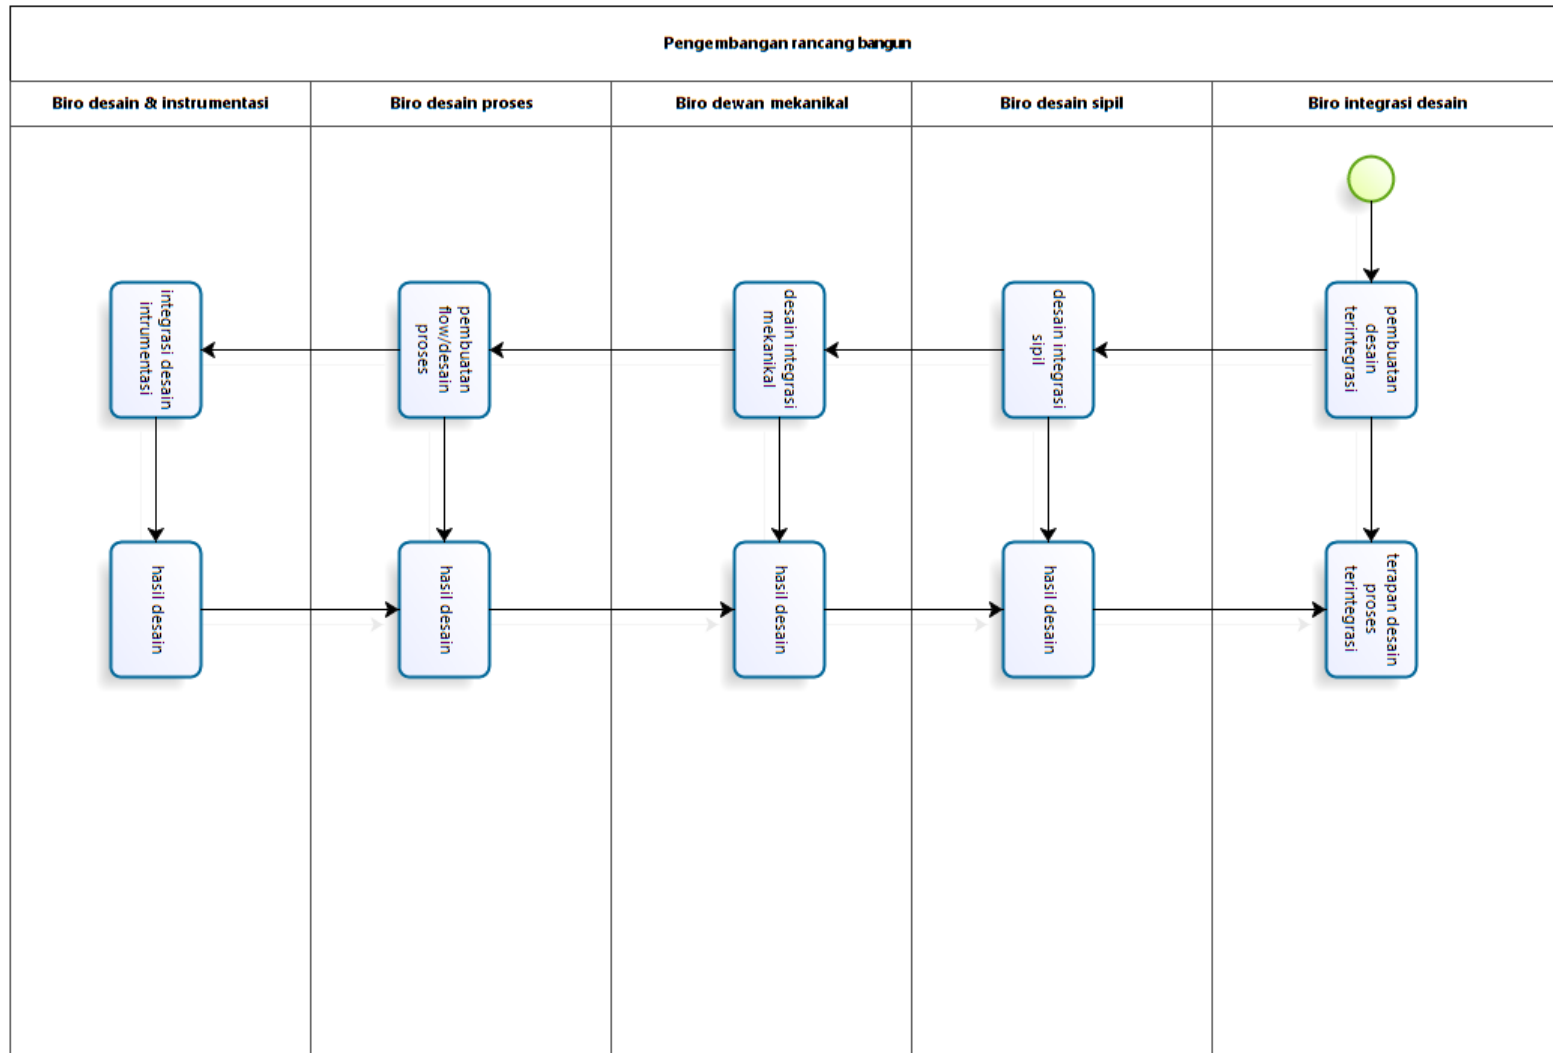 Pengembangan rancang bangun
Biro desain & instrumentasi
Biro desain proses
Biro dewan mekanikal
Biro desain sipil
Biro integrasi desain
integrasi desain
intrumentasi
pembuatan
flow/desain
proses
desain integrasi
mekanikal
desain integrasi
sipil
pembuatan
desain
terintegrasi
hasil desain
hasil desain
hasil desain
hasil desain
terapan desain
proses
terintegrasi